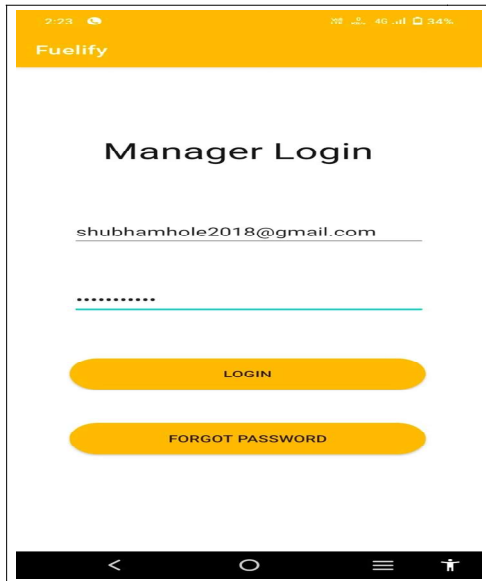 2:23 4G 34%
Fuelify
Manager Login
shubhamhole2018@gmail.com
•••••••••••
LOGIN
FORGOT PASSWORD